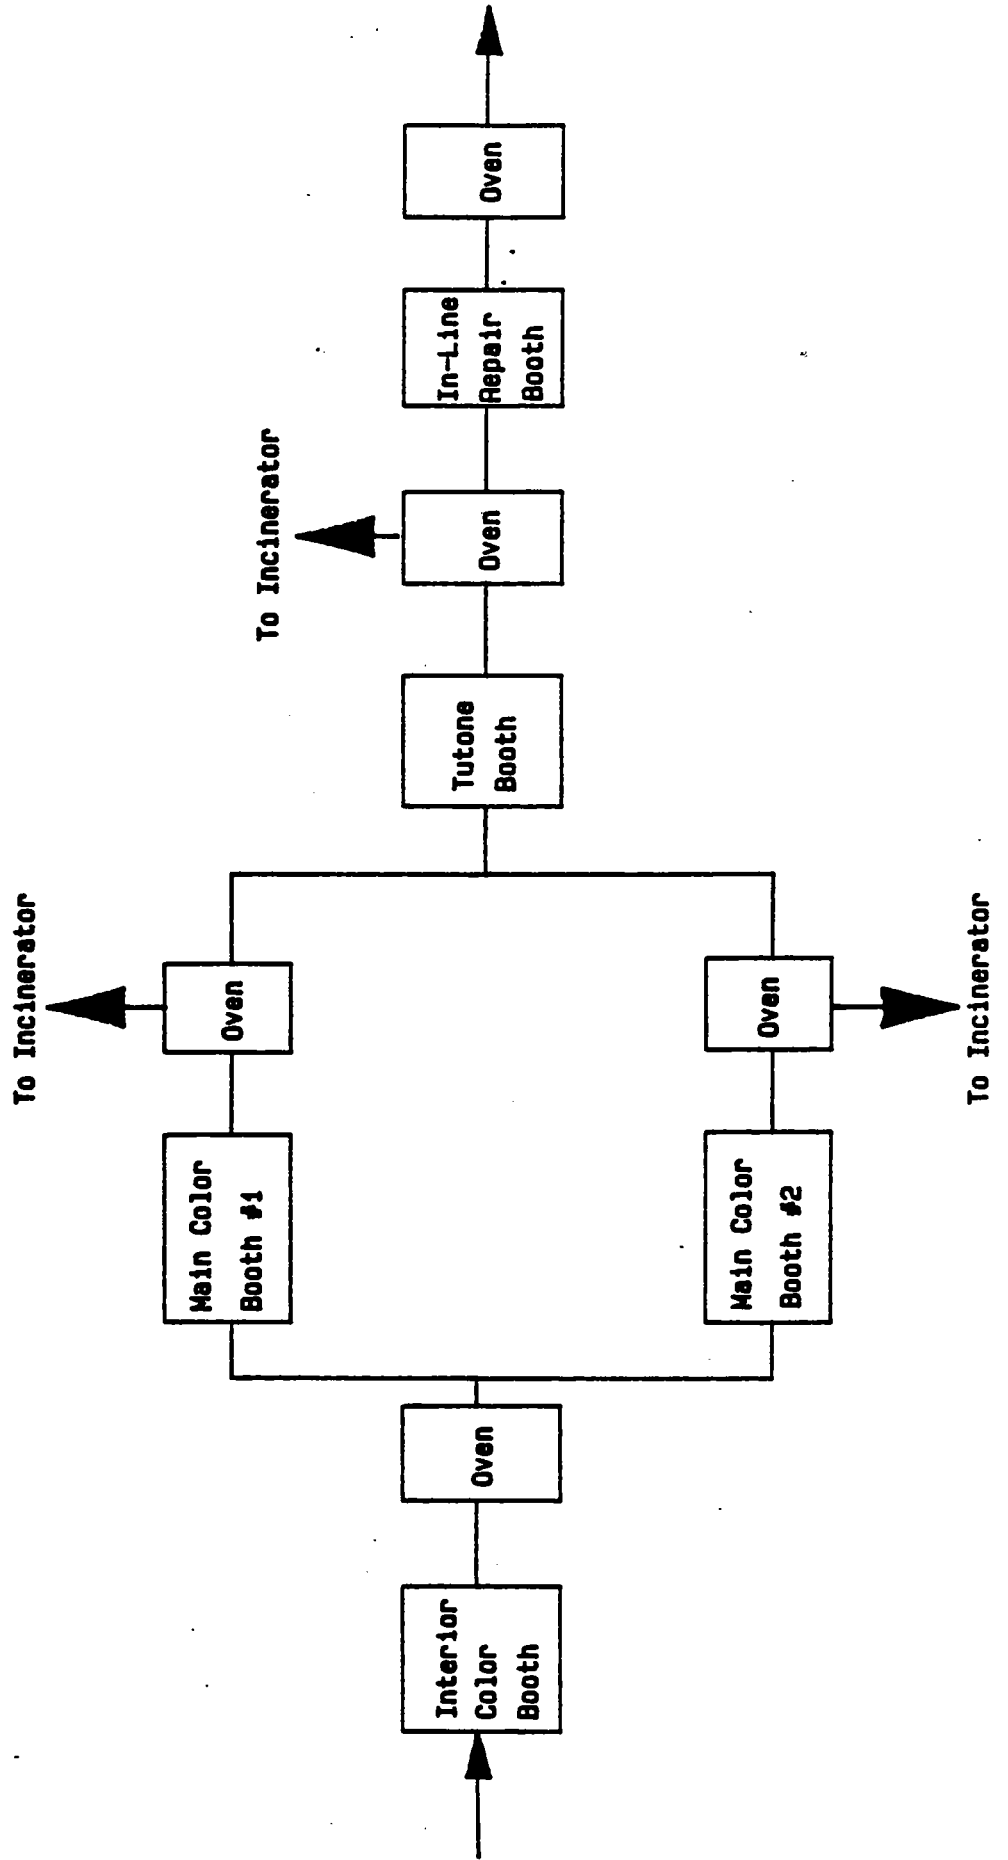 Interior
Color
Booth
Oven
To Incinerator
Main Color
Booth #1
Oven
Main Color
Booth #2
Oven
To Incinerator
Tutone
Booth
To Incinerator
Oven
In-Line
Repair
Booth
Oven